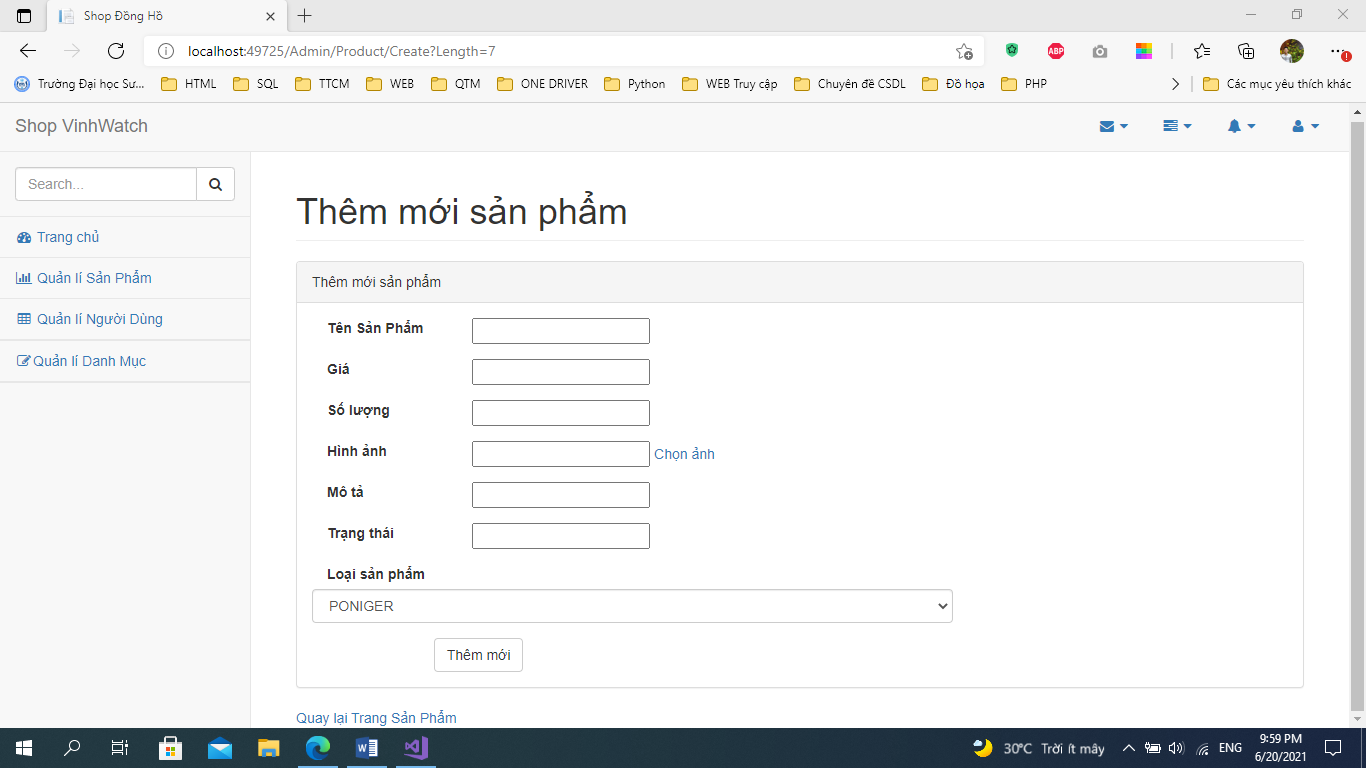 Shop Đồng Hồ
localhost:49725/Admin/Product/Create?Length=7
ABP
Trường Đại học Sư... HTML SQL TTCM WEB QTM ONE DRIVER Python WEB Truy cập Chuyên đề CSDL Đồ họa PHP Các mục yêu thích khác
Shop VinhWatch
Search...
Trang chủ
Quản lí Sản Phẩm
Quản lí Người Dùng
Quản lí Danh Mục
Thêm mới sản phẩm
Thêm mới sản phẩm
Tên Sản Phẩm
Giá
Số lượng
Hình ảnh Chọn ảnh
Mô tả
Trạng thái
Loại sản phẩm
PONIGER
Thêm mới
Quay lại Trang Sản Phẩm
30°C Trời ít mây ENG 9:59 PM
6/20/2021